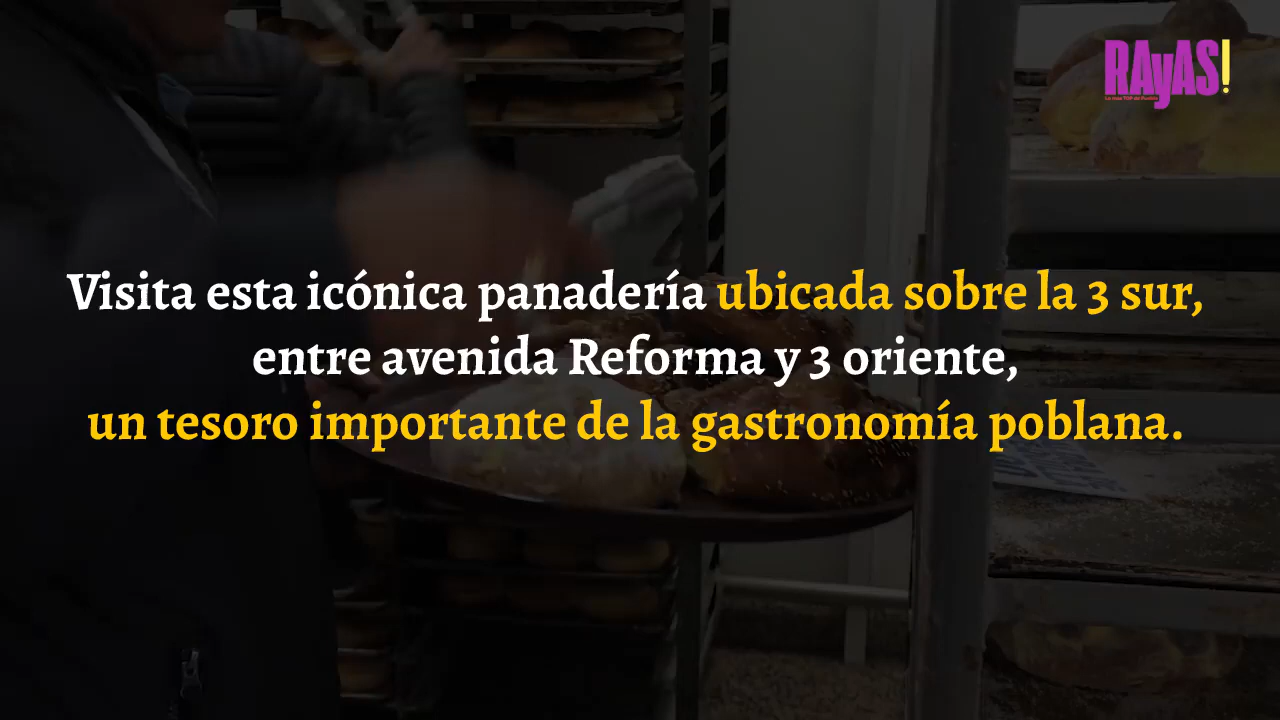 RAyAS!
Visita esta icónica panadería ubicada sobre la 3 sur,
entre avenida Reforma y 3 oriente,
un tesoro importante de la gastronomía poblana.